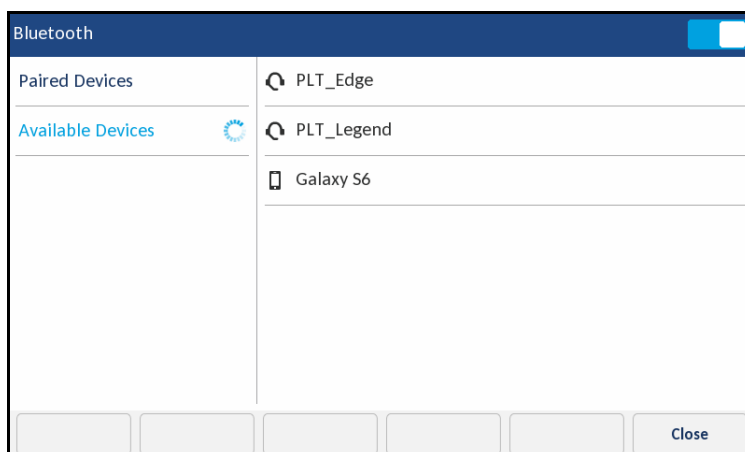 Bluetooth
Paired Devices
Available Devices
PLT_Edge
PLT_Legend
Galaxy S6
Close